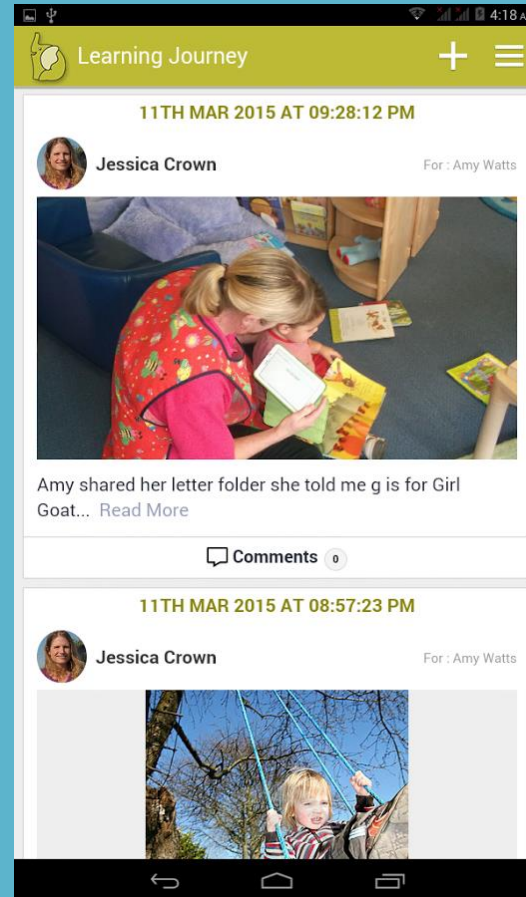 4:18 A
Learning Journey
11TH MAR 2015 AT 09:28:12 PM
Jessica Crown
For : Amy Watts
Amy shared her letter folder she told me g is for Girl
Goat... Read More
Comments 0
11TH MAR 2015 AT 08:57:23 PM
Jessica Crown
For : Amy Watts